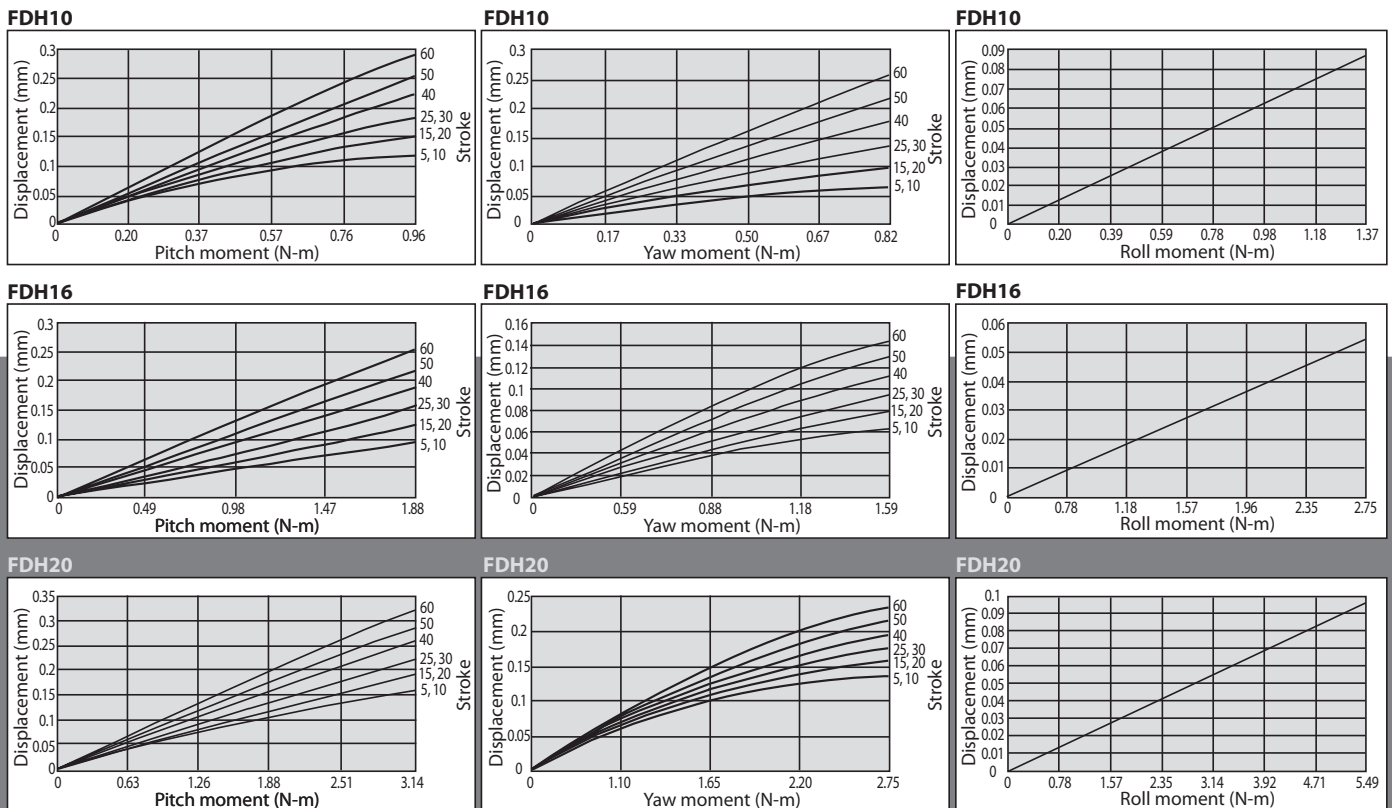 FDH10
Displacement (mm)
0.3
0.25
0.2
0.15
0.1
0.05
0
0 0.20 0.37 0.57 0.76 0.96
Pitch moment (N-m)
60
50
40
25, 30
15, 20
5, 10
Stroke
FDH10
Displacement (mm)
0.3
0.25
0.2
0.15
0.1
0.05
0
0 0.17 0.33 0.50 0.67 0.82
Yaw moment (N-m)
60
50
40
25, 30
15, 20
5, 10
Stroke
FDH10
Displacement (mm)
0.09
0.08
0.07
0.06
0.05
0.04
0.03
0.02
0.01
0
0 0.20 0.39 0.59 0.78 0.98 1.18 1.37
Roll moment (N-m)
FDH16
Displacement (mm)
0.3
0.25
0.2
0.15
0.1
0.05
0
0 0.49 0.98 1.47 1.88
Pitch moment (N-m)
60
50
40
25, 30
15, 20
5, 10
Stroke
FDH16
Displacement (mm)
0.16
0.14
0.12
0.1
0.08
0.06
0.04
0.02
0
0 0.59 0.88 1.18 1.59
Yaw moment (N-m)
60
50
40
25, 30
15, 20
5, 10
Stroke
FDH16
Displacement (mm)
0.06
0.05
0.04
0.03
0.02
0.01
0
0 0.78 1.18 1.57 1.96 2.35 2.75
Roll moment (N-m)
FDH20
Displacement (mm)
0.35
0.3
0.25
0.2
0.15
0.1
0.05
0
0 0.63 1.26 1.88 2.51 3.14
Pitch moment (N-m)
60
50
40
25, 30
15, 20
5, 10
Stroke
FDH20
Displacement (mm)
0.25
0.2
0.15
0.1
0.05
0
0 1.10 1.65 2.20 2.75
Yaw moment (N-m)
60
50
40
25, 30
15, 20
5, 10
Stroke
FDH20
Displacement (mm)
0.1
0.09
0.08
0.07
0.06
0.05
0.04
0.03
0.02
0.01
0
0 0.78 1.57 2.35 3.14 3.92 4.71 5.49
Roll moment (N-m)